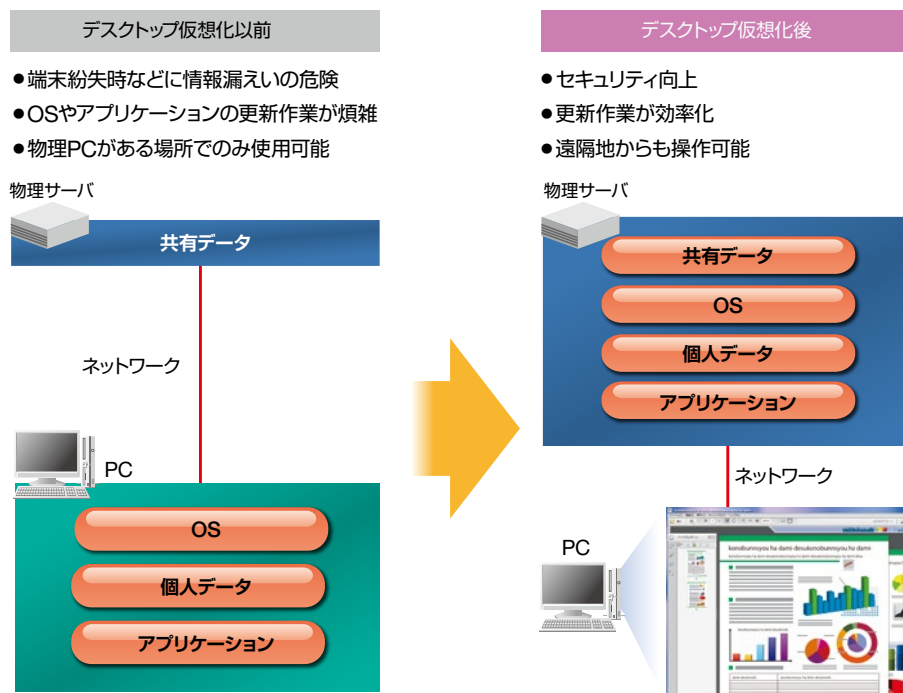 デスクトップ仮想化以前
●端末紛失時などに情報漏えいの危険
●OSやアプリケーションの更新作業が煩雑
●物理PCがある場所でのみ使用可能
物理サーバ
共有データ
ネットワーク
PC
OS
個人データ
アプリケーション
デスクトップ仮想化後
●セキュリティ向上
●更新作業が効率化
●遠隔地からも操作可能
物理サーバ
共有データ
OS
個人データ
アプリケーション
ネットワーク
PC
konobunnsyou ha dami-desukonobunnsyou ha dami-